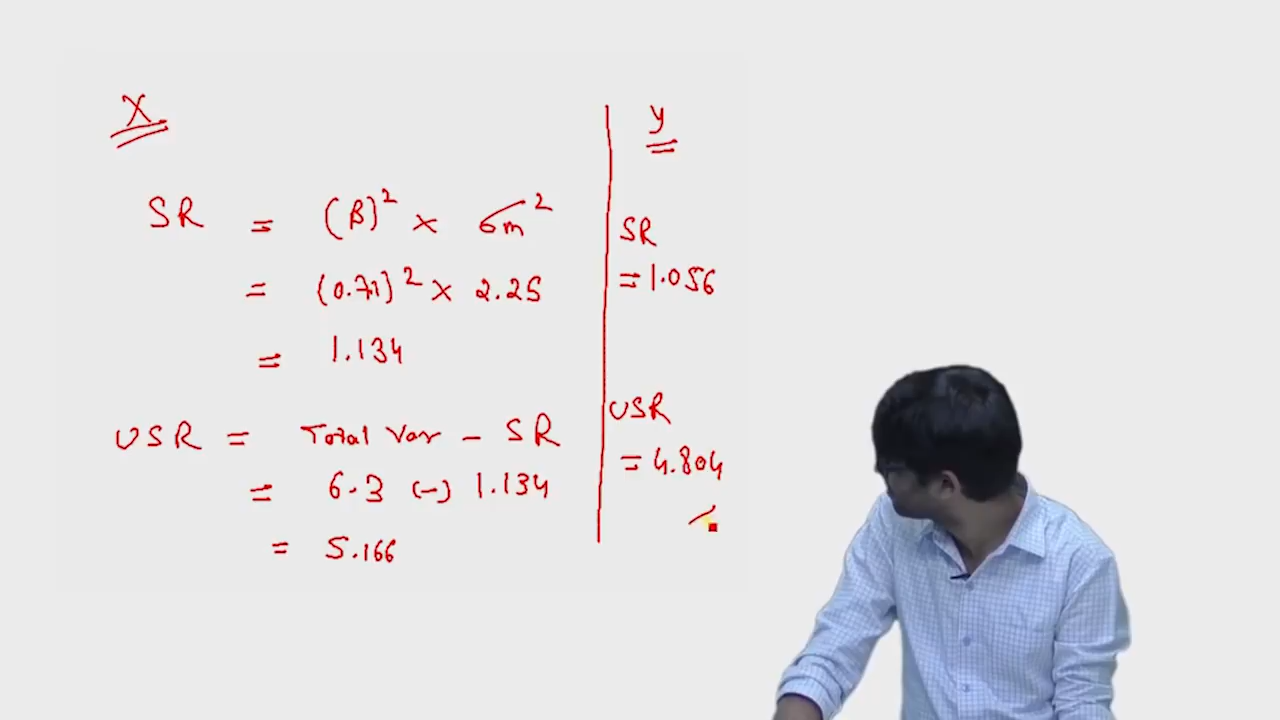 X
SR = (β)² × σm²
= (0.71)² × 2.25
= 1.134
USR = Total Var - SR
= 6.3 (-) 1.134
= 5.166
y
SR
= 1.056
USR
= 4.804